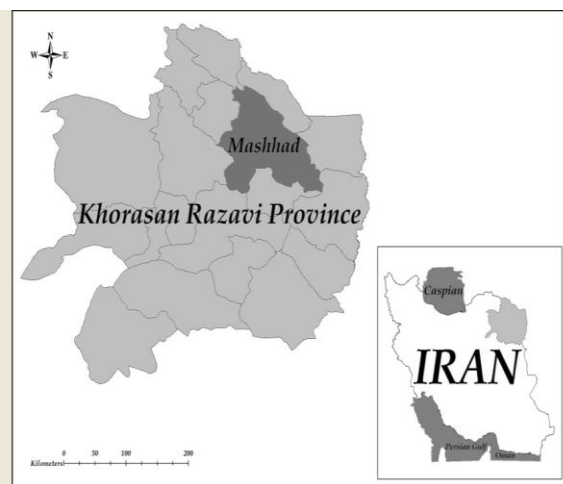 N
W E
S
Mashhad
Khorasan Razavi Province
Caspian
IRAN
Persian Gulf
Oman
0 50 100 200
Kilometers